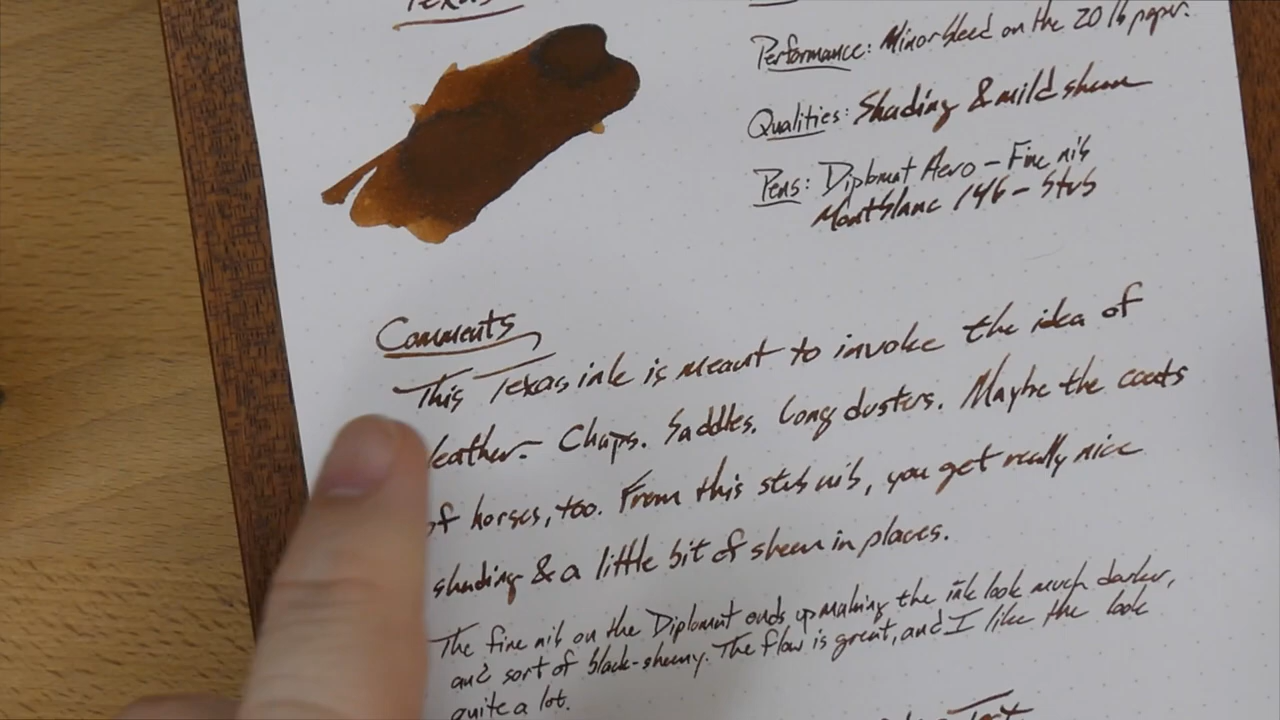 Texas
Performance: Minor bleed on the 20 lb paper.
Qualities: Shading & mild sheen
Pens: Diplomat Aero - Fine nib
Montblanc 146 - Stub
Comments
This Texas ink is meant to invoke the idea of
leather. Chaps. Saddles. Long dusters. Maybe the coats
of horses, too. From this stub nib, you get really nice
shading & a little bit of sheen in places.
The fine nib on the Diplomat ends up making the ink look much darker,
and sort of black-sheeny. The flow is great, and I like the look
quite a lot.
Test